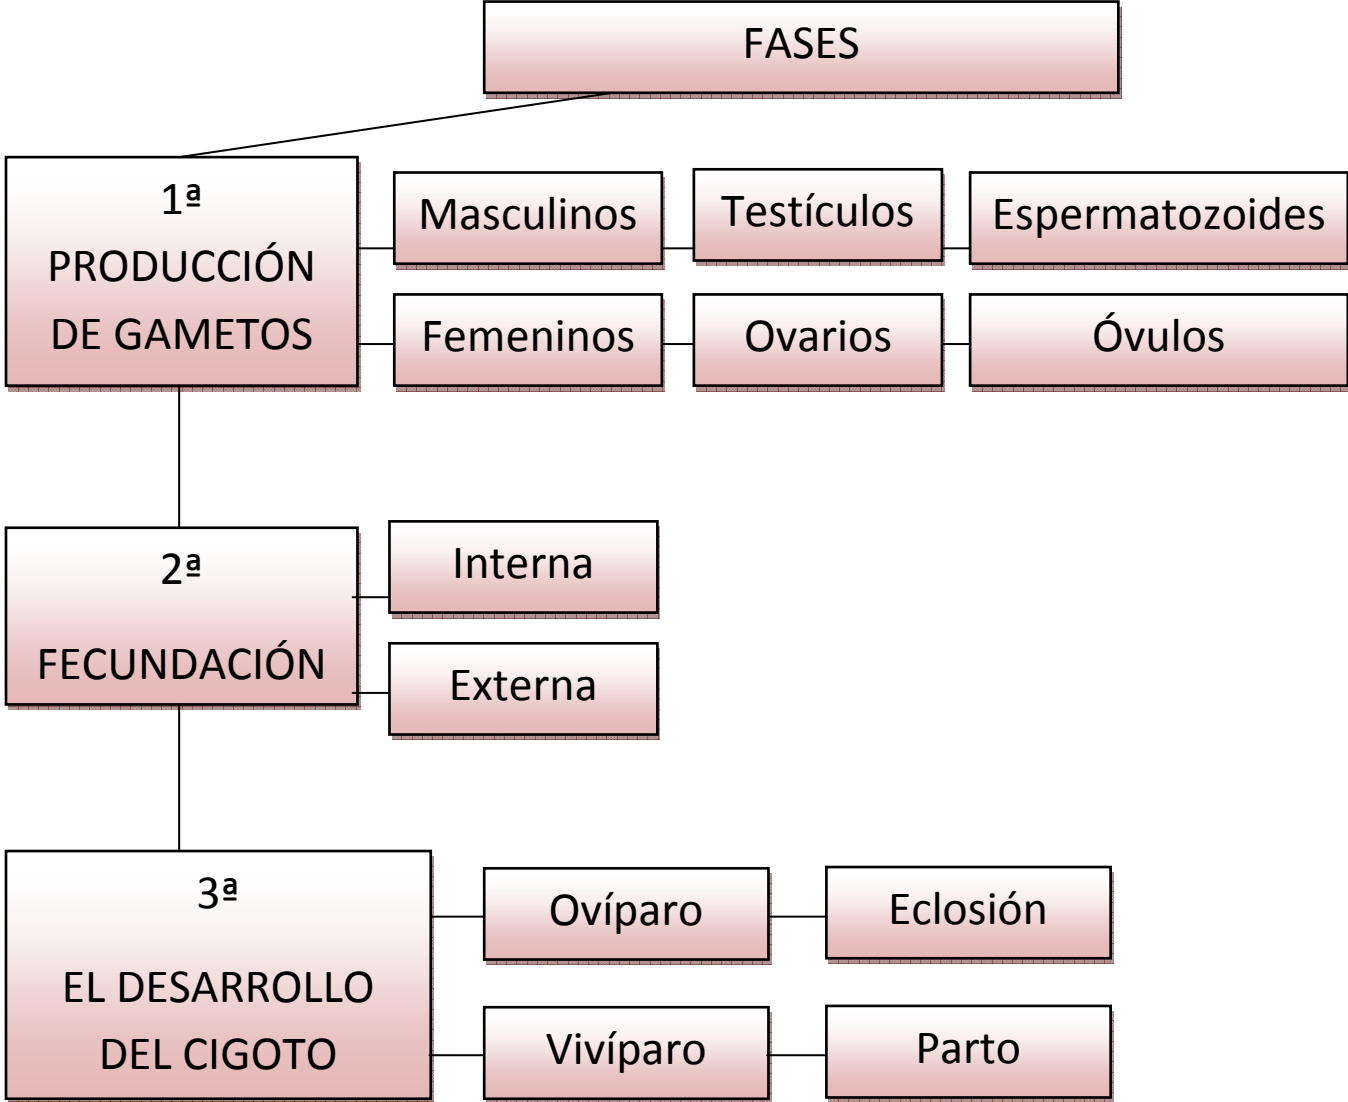 FASES
1ª
PRODUCCIÓN
DE GAMETOS
Masculinos
Testículos
Espermatozoides
Femeninos
Ovarios
Óvulos
2ª
FECUNDACIÓN
Interna
Externa
3ª
EL DESARROLLO
DEL CIGOTO
Ovíparo
Eclosión
Vivíparo
Parto